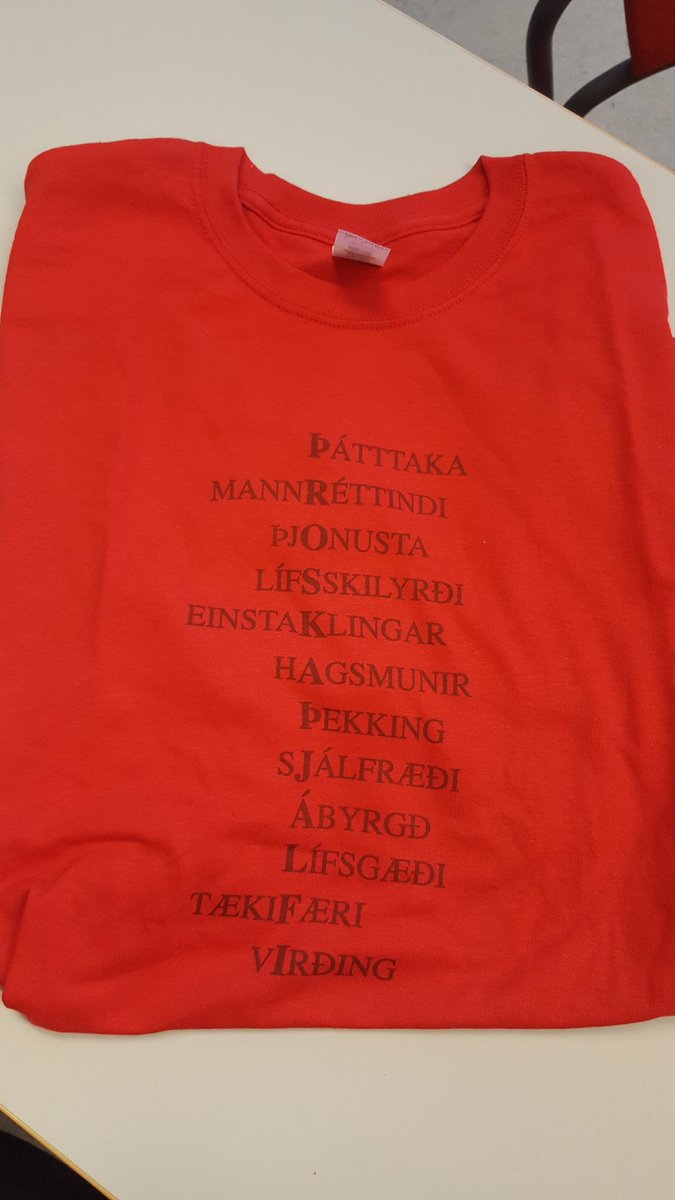 ÞÁTTTAKA
MANNRÉTTINDI
ÞJONUSTA
LÍFSSKILYRÐI
EINSTAKLINGAR
HAGSMUNIR
ÞEKKING
SJÁLFRÆÐI
ÁBYRGÐ
LÍFSGÆÐI
TÆKIFÆRI
VIRÐING